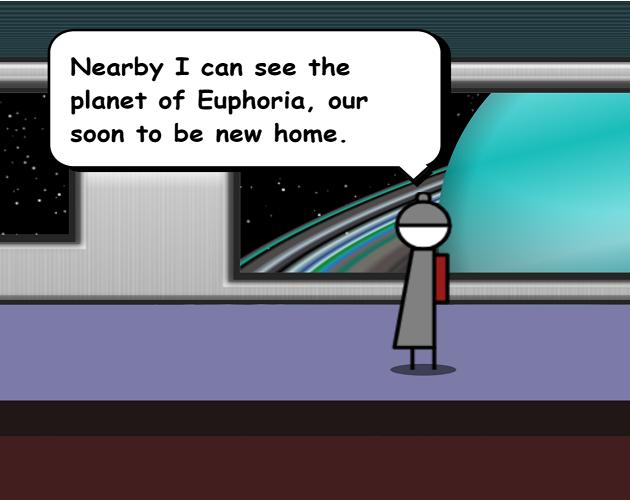 Nearby I can see the
planet of Euphoria, our
soon to be new home.